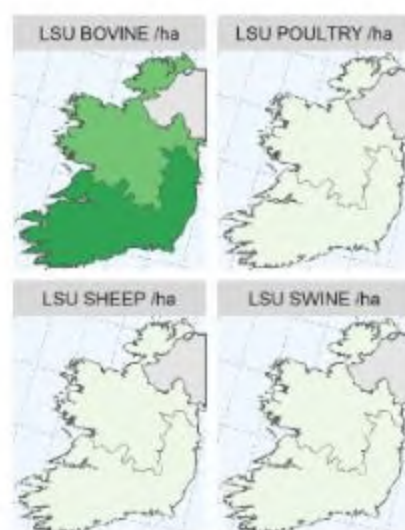 LSU BOVINE /ha
LSU POULTRY /ha
LSU SHEEP /ha
LSU SWINE /ha